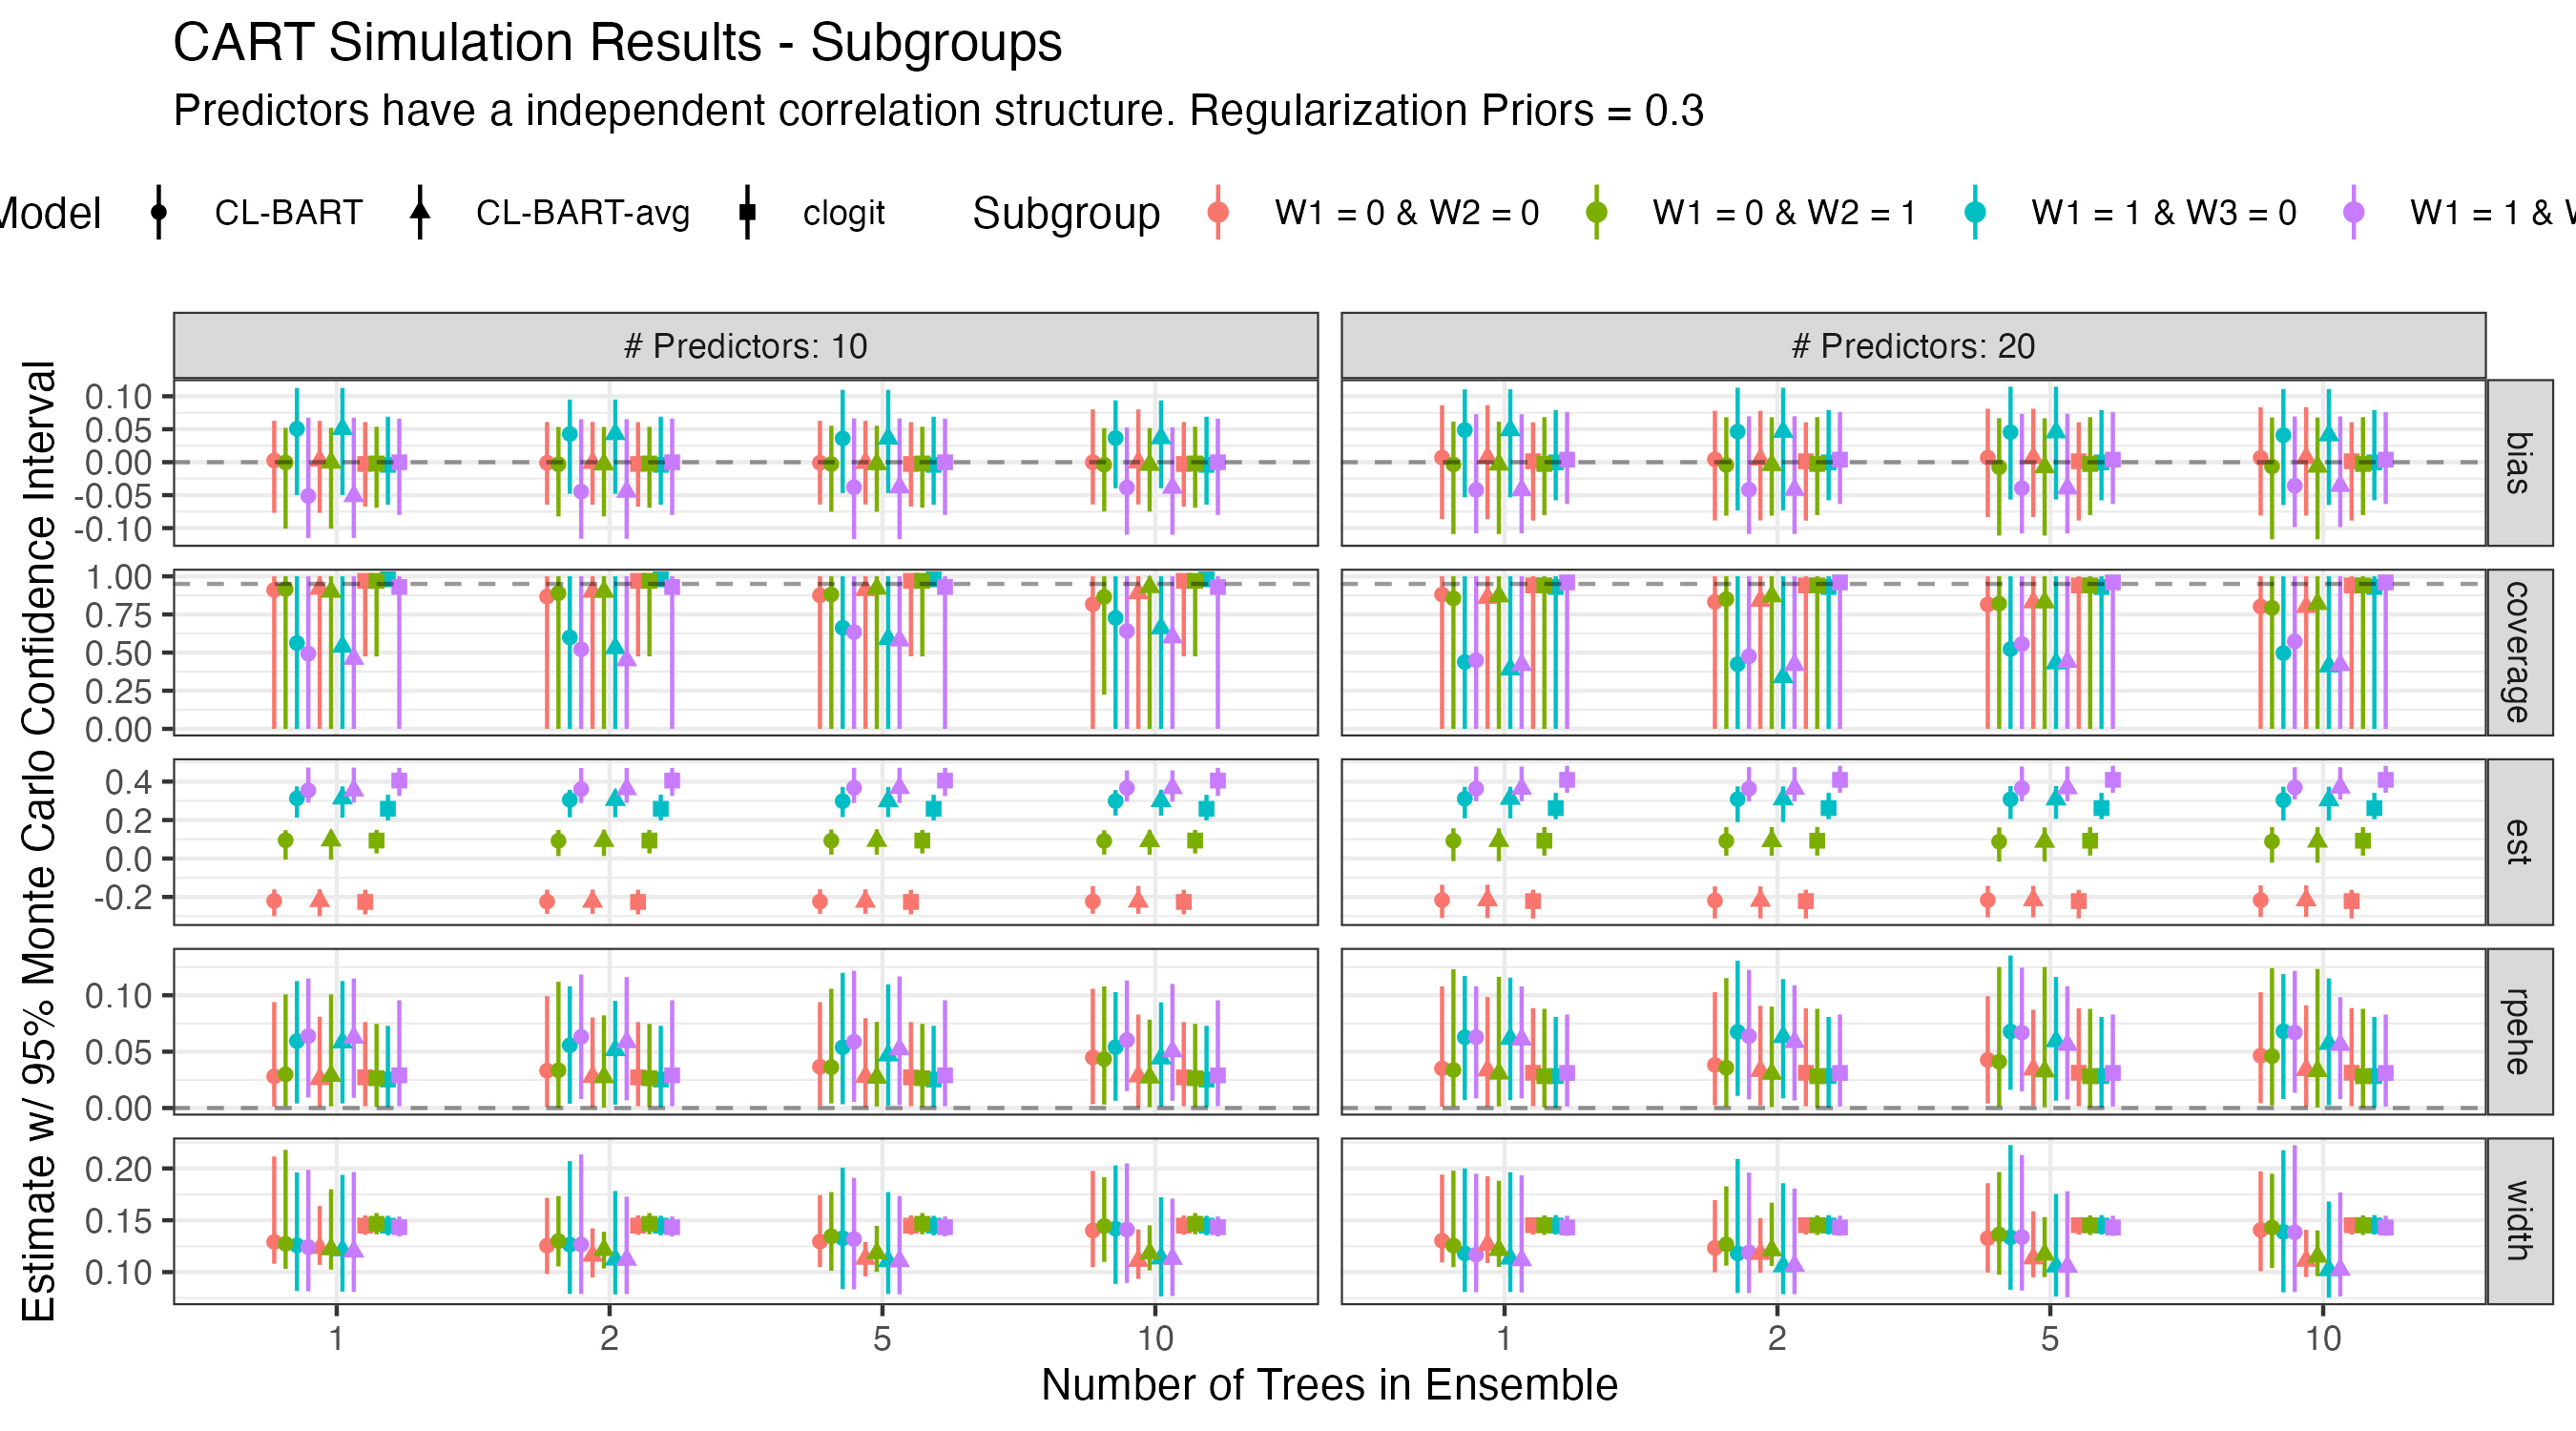 CART Simulation Results - Subgroups
Predictors have a independent correlation structure. Regularization Priors = 0.3
Model CL-BART CL-BART-avg clogit Subgroup W1 = 0 & W2 = 0 W1 = 0 & W2 = 1 W1 = 1 & W3 = 0 W1 = 1 &
# Predictors: 10 # Predictors: 20
Estimate w/ 95% Monte Carlo Confidence Interval
0.10
0.05
0.00
-0.05
-0.10
bias
1.00
0.75
0.50
0.25
0.00
coverage
0.4
0.2
0.0
-0.2
est
0.10
0.05
0.00
rpehe
0.20
0.15
0.10
width
1 2 5 10 1 2 5 10
Number of Trees in Ensemble